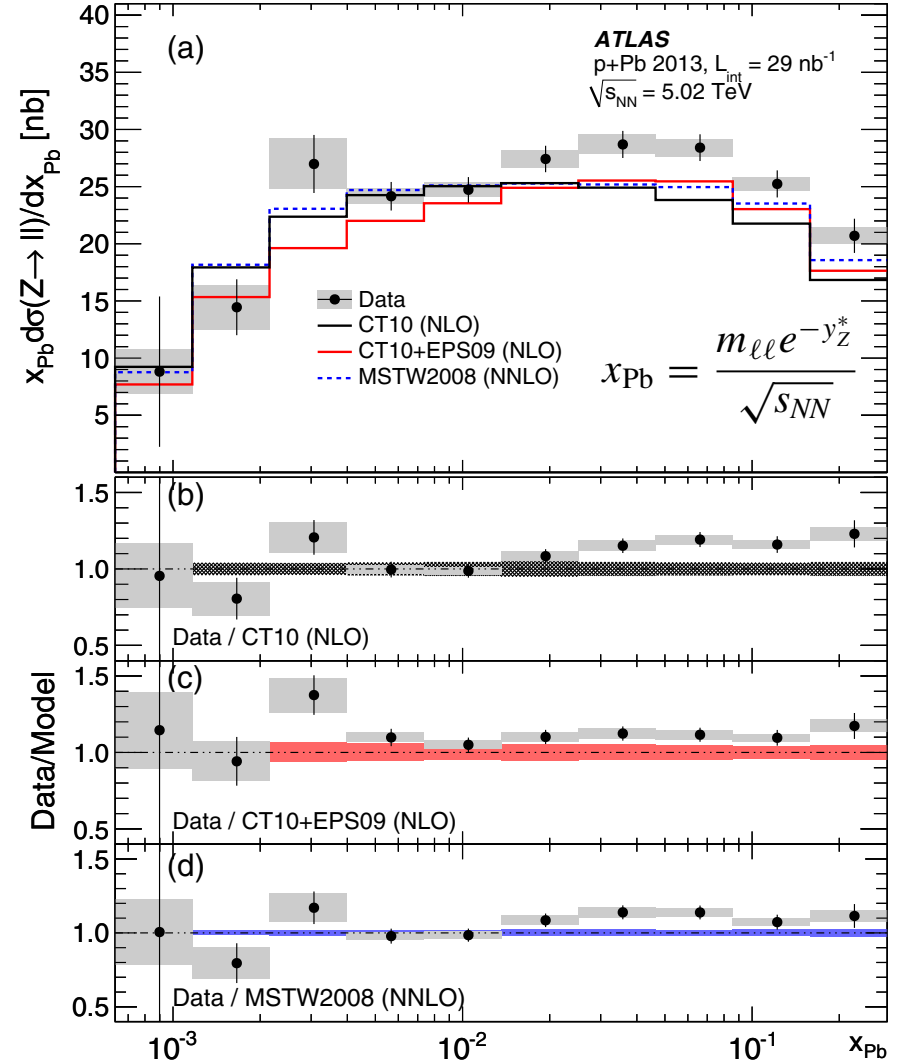 40
(a)
ATLAS
35
p+Pb 2013, L_int = 29 nb⁻¹
√s_NN = 5.02 TeV
30
25
20
15
10
5
x_Pb dσ(Z→ ll)/dx_Pb [nb]
Data
CT10 (NLO)
CT10+EPS09 (NLO)
MSTW2008 (NNLO)
x_Pb = m_ℓℓ e^{−y*_Z} / √s_NN
(b)
1.5
1.0
0.5
Data / CT10 (NLO)
(c)
1.5
1.0
0.5
Data / CT10+EPS09 (NLO)
Data/Model
(d)
1.5
1.0
0.5
Data / MSTW2008 (NNLO)
10⁻³ 10⁻² 10⁻¹ x_Pb